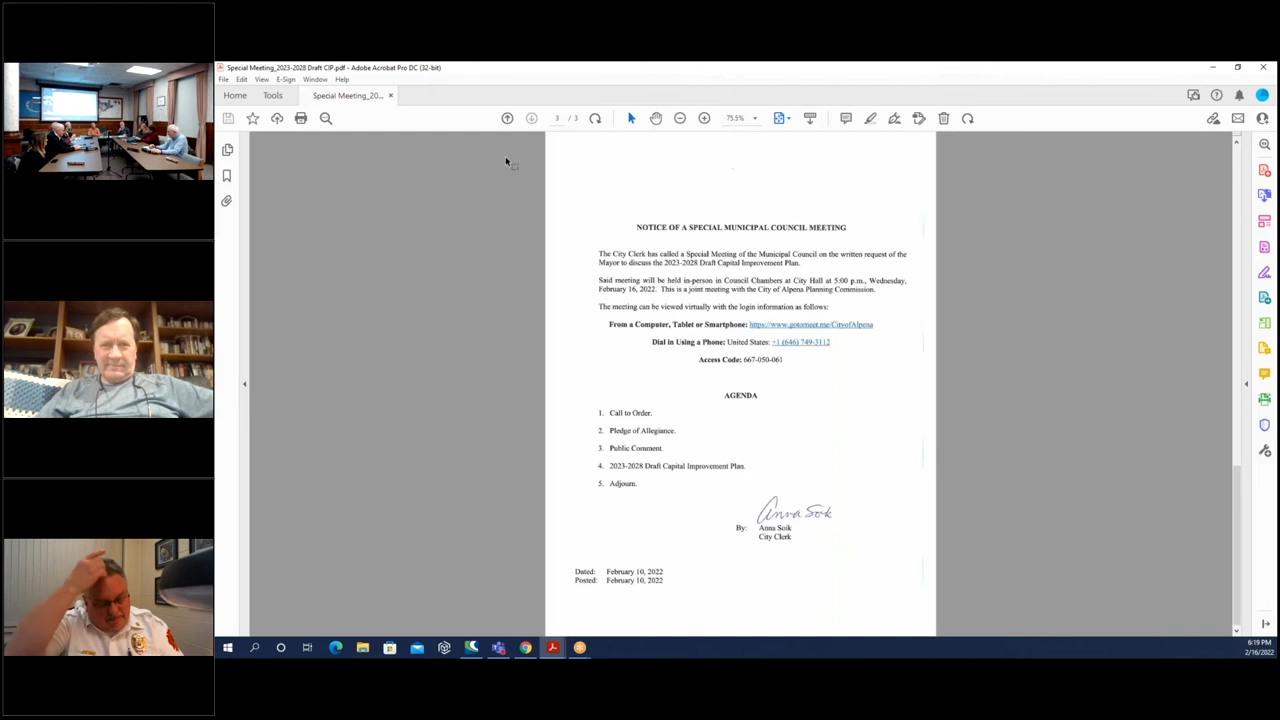 Special Meeting_2023-2028 Draft CIP.pdf - Adobe Acrobat Pro DC (32-bit)
File Edit View E-Sign Window Help
Home Tools Special Meeting_20... ×
3 / 3 75.5%
NOTICE OF A SPECIAL MUNICIPAL COUNCIL MEETING
The City Clerk has called a Special Meeting of the Municipal Council on the written request of the
Mayor to discuss the 2023-2028 Draft Capital Improvement Plan.
Said meeting will be held in-person in Council Chambers at City Hall at 5:00 p.m., Wednesday,
February 16, 2022. This is a joint meeting with the City of Alpena Planning Commission.
The meeting can be viewed virtually with the login information as follows:
From a Computer, Tablet or Smartphone: https://www.gotomeet.me/CityofAlpena
Dial in Using a Phone: United States: +1 (646) 749-3112
Access Code: 667-050-061
AGENDA
1. Call to Order.
2. Pledge of Allegiance.
3. Public Comment.
4. 2023-2028 Draft Capital Improvement Plan.
5. Adjourn.
Anna Soik
By: Anna Soik
City Clerk
Dated: February 10, 2022
Posted: February 10, 2022
6:19 PM
2/16/2022